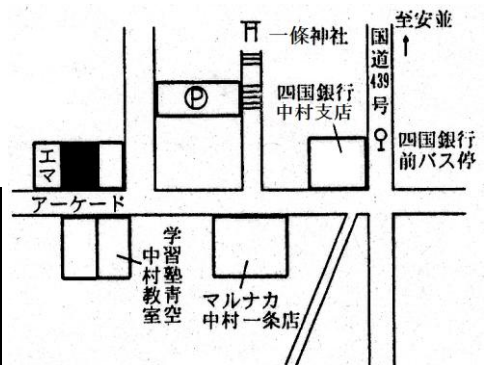 至安並
一條神社
国道439号
P
四国銀行
中村支店
四国銀行
前バス停
エマ
アーケード
学習塾青空
中村教室
マルナカ
中村一条店